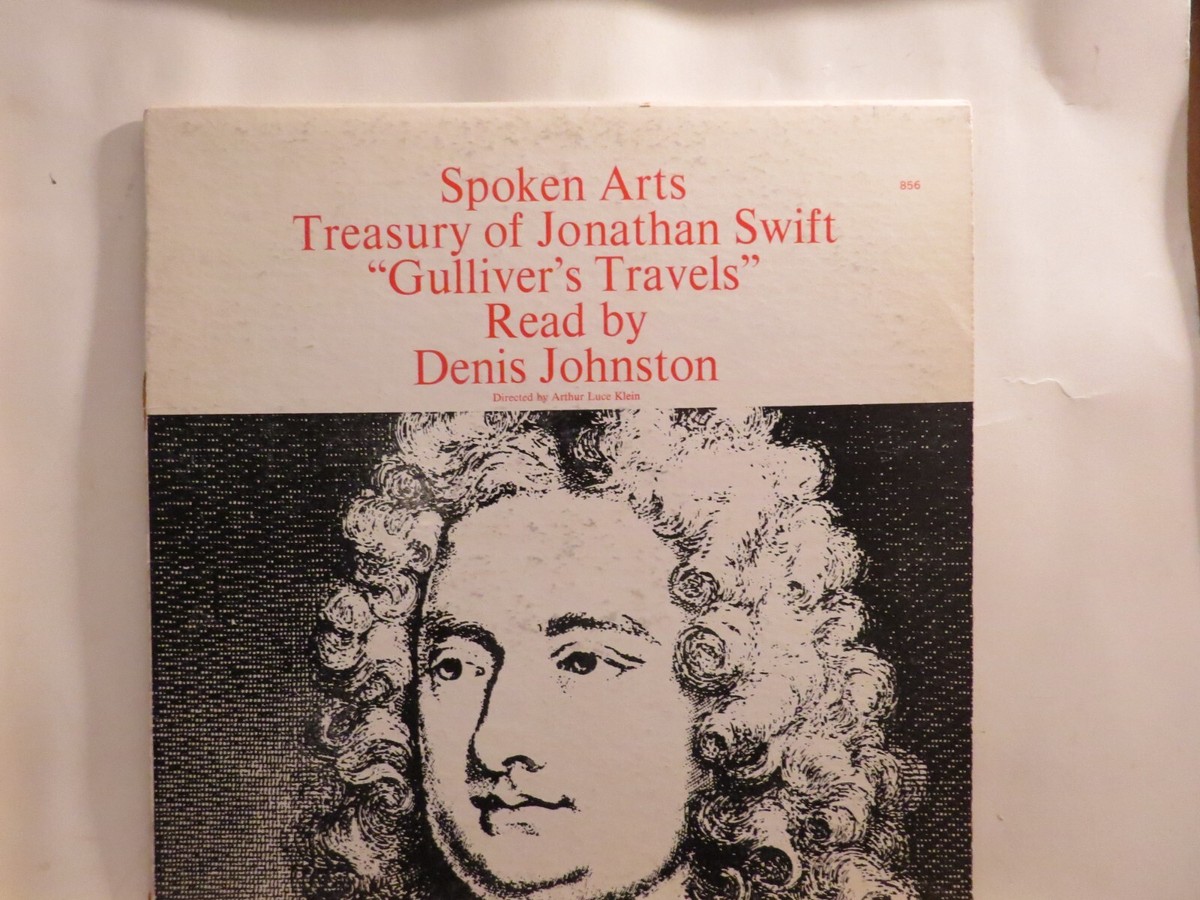 Spoken Arts
856
Treasury of Jonathan Swift
“Gulliver’s Travels”
Read by
Denis Johnston
Directed by Arthur Luce Klein